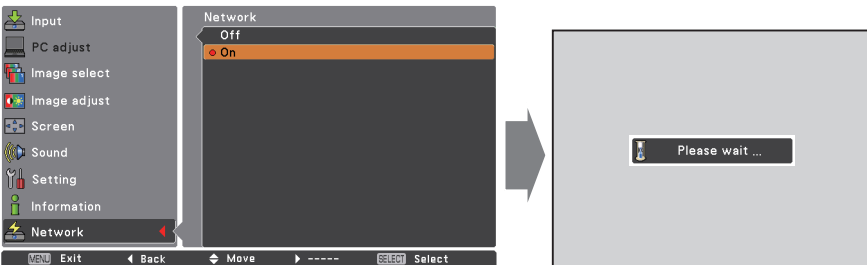 Input
PC adjust
Image select
Image adjust
Screen
Sound
Setting
Information
Network
Network
Off
On
MENU Exit Back Move ----- SELECT Select
Please wait ...